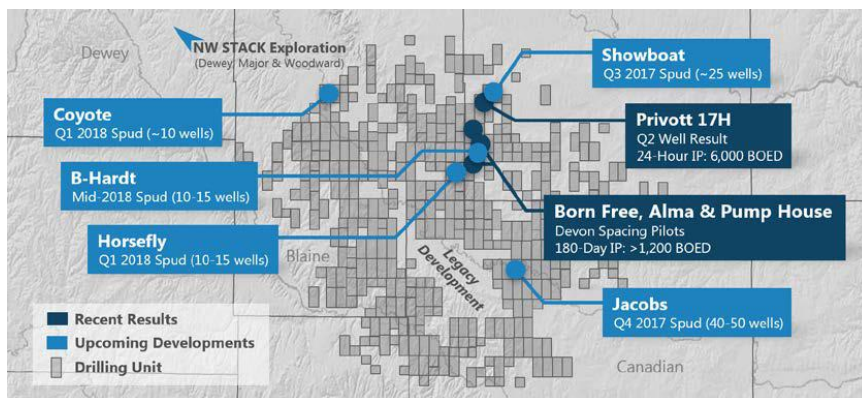 Dewey
NW STACK Exploration
(Dewey, Major & Woodward)
Showboat
Q3 2017 Spud (~25 wells)
Coyote
Q1 2018 Spud (~10 wells)
Privott 17H
Q2 Well Result
24-Hour IP: 6,000 BOED
B-Hardt
Mid-2018 Spud (10-15 wells)
Born Free, Alma & Pump House
Devon Spacing Pilots
180-Day IP: >1,200 BOED
Horsefly
Q1 2018 Spud (10-15 wells)
Blaine
Legacy
Development
Jacobs
Q4 2017 Spud (40-50 wells)
Recent Results
Upcoming Developments
Drilling Unit
Canadian